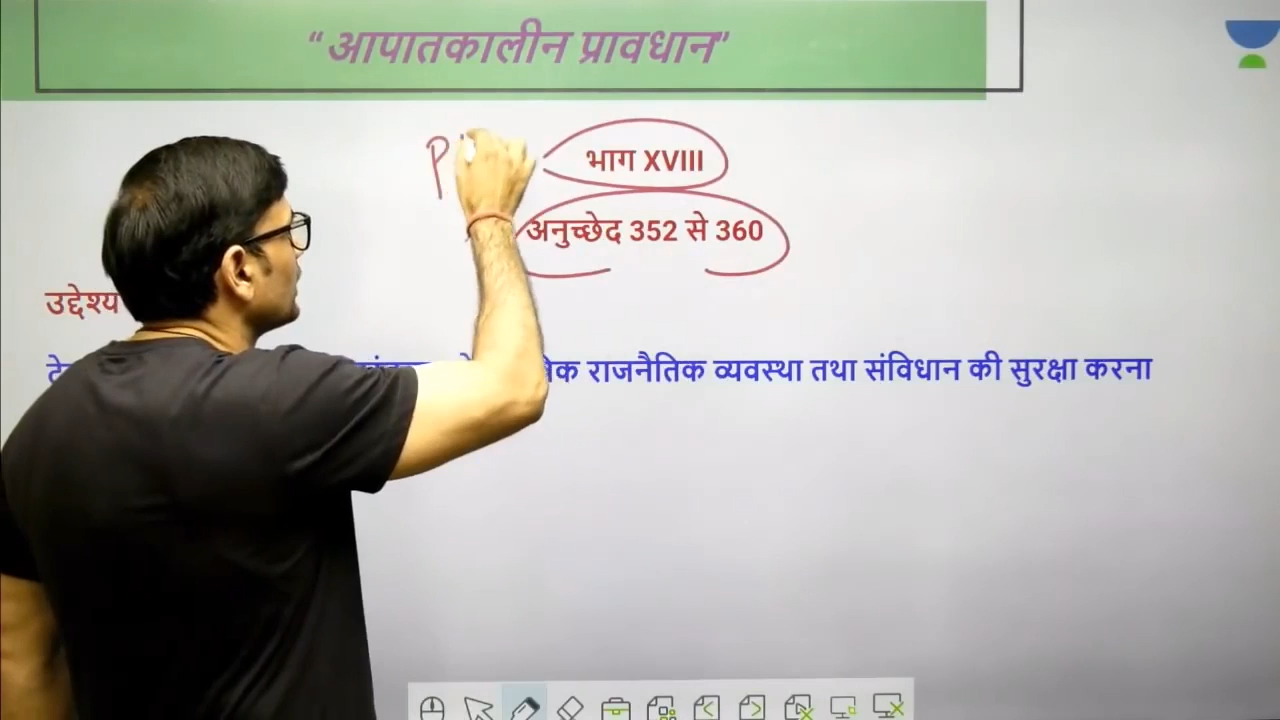 “आपातकालीन प्रावधान”
भाग XVIII
P
अनुच्छेद 352 से 360
उद्देश्य
राजनैतिक व्यवस्था तथा संविधान की सुरक्षा करना